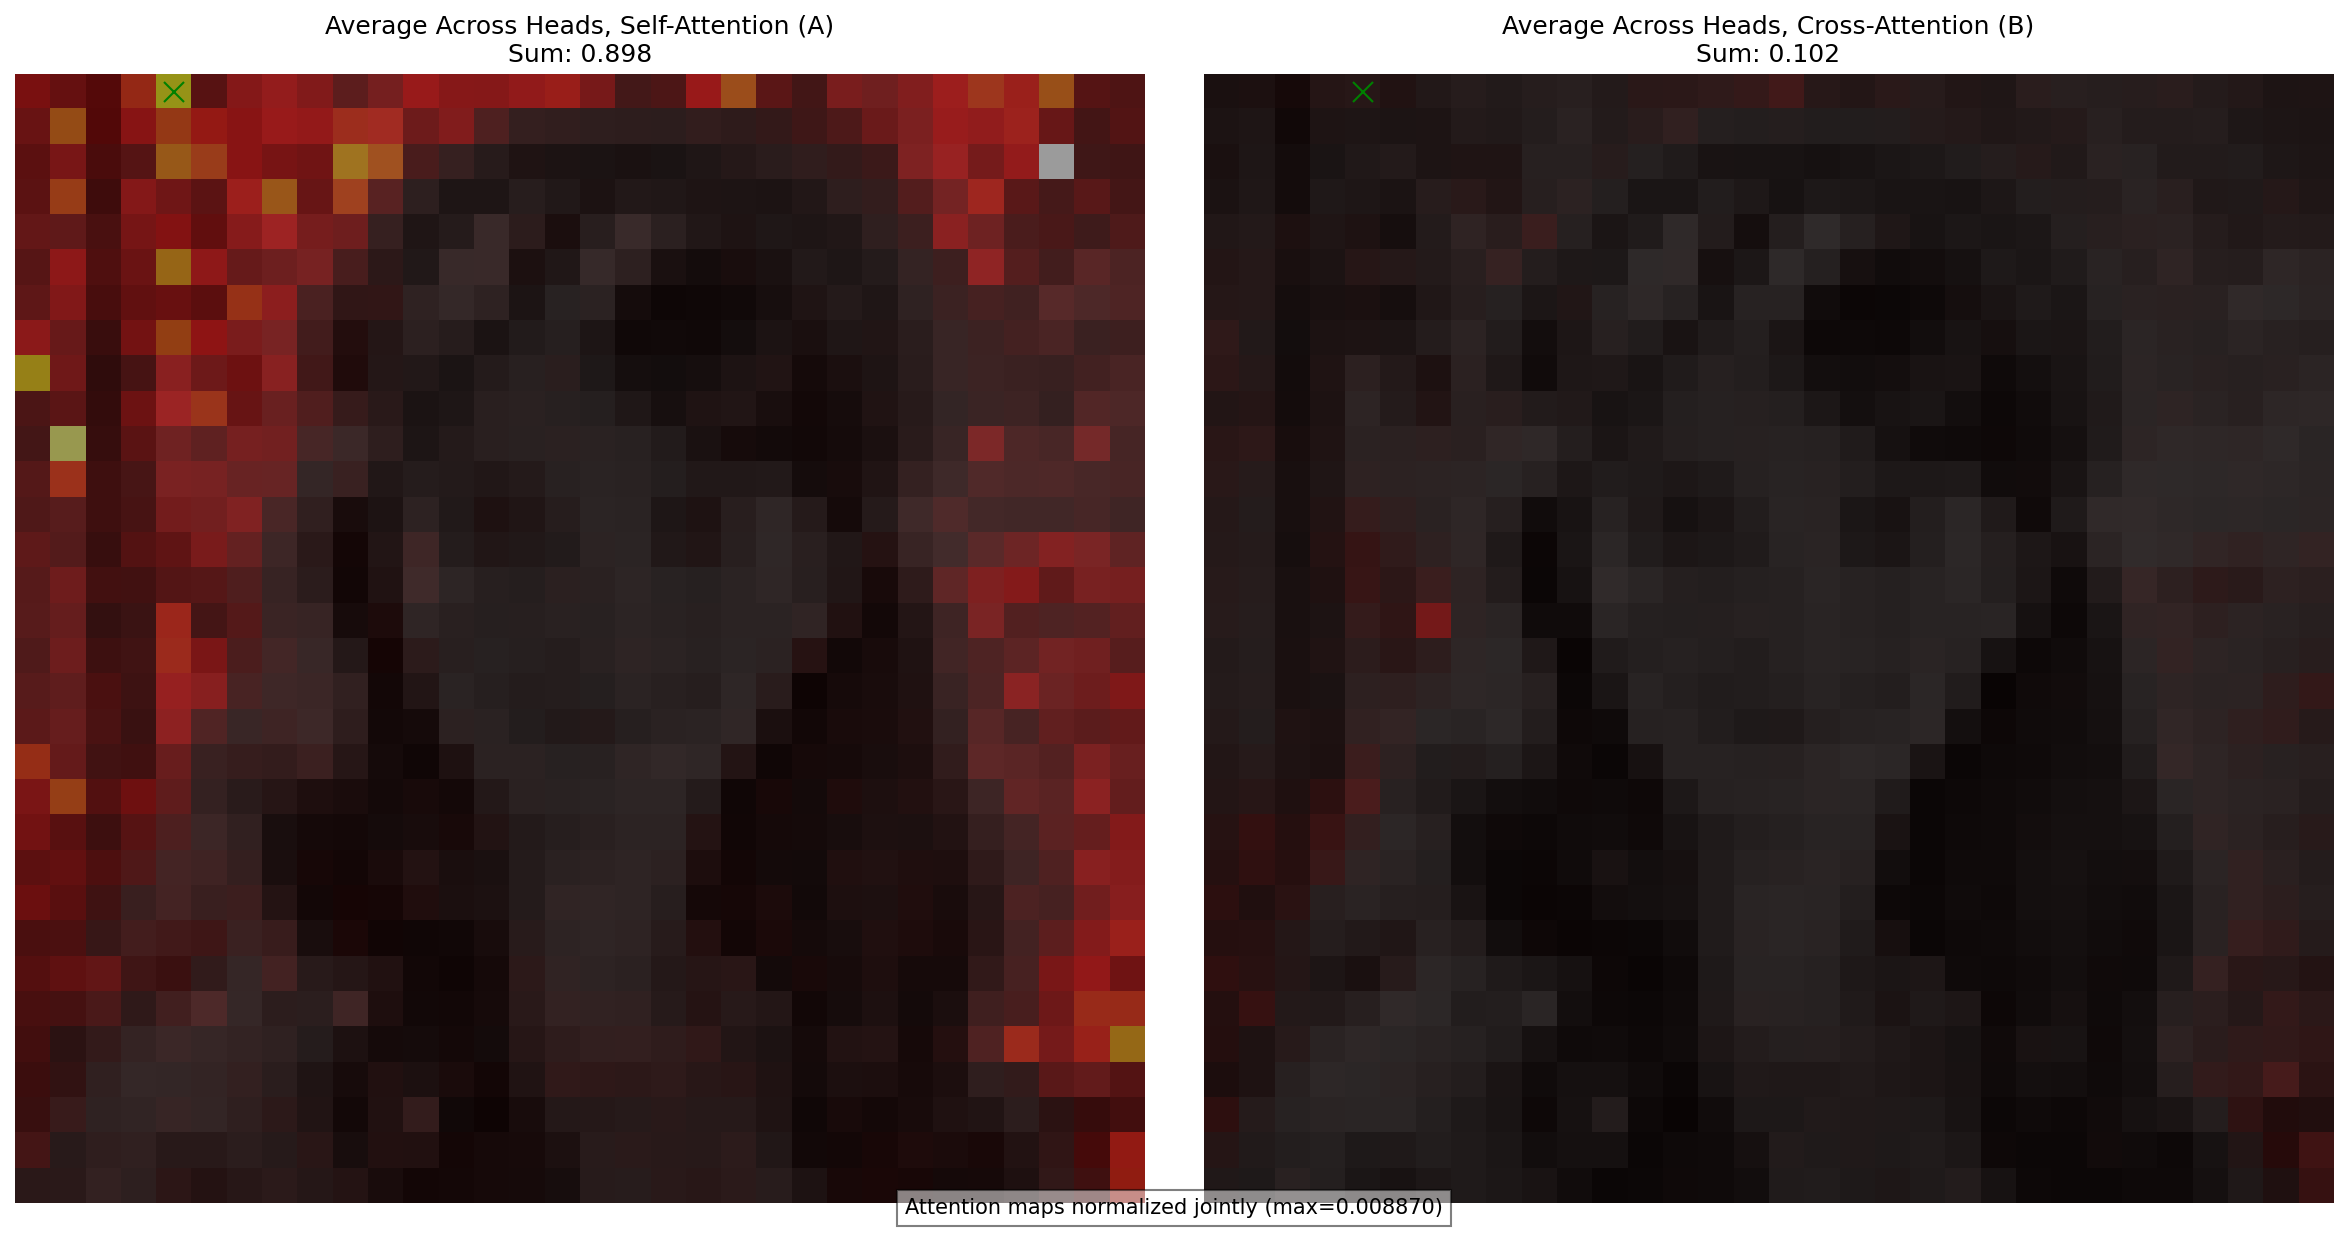 Average Across Heads, Self-Attention (A)
Sum: 0.898
Average Across Heads, Cross-Attention (B)
Sum: 0.102
Attention maps normalized jointly (max=0.008870)